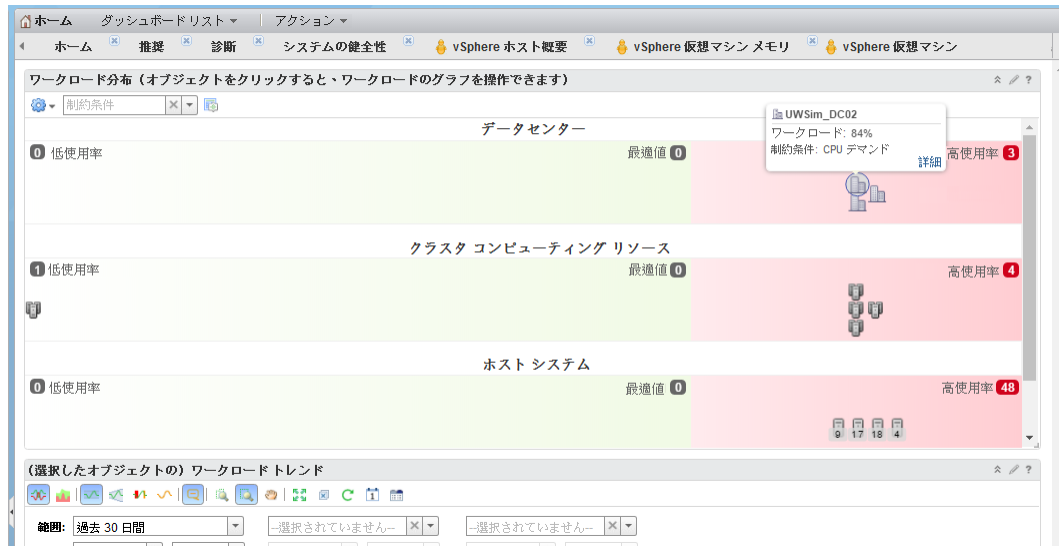 ホーム ダッシュボードリスト アクション
ホーム 推奨 診断 システムの健全性 vSphere ホスト概要 vSphere 仮想マシン メモリ vSphere 仮想マシン
ワークロード分布（オブジェクトをクリックすると、ワークロードのグラフを操作できます）
制約条件
データセンター
0 低使用率 最適値 0 高使用率 3
UWSim_DC02
ワークロード: 84%
制約条件: CPU デマンド
詳細
クラスタ コンピューティング リソース
1 低使用率 最適値 0 高使用率 4
ホスト システム
0 低使用率 最適値 0 高使用率 48
9 17 18 4
(選択したオブジェクトの) ワークロード トレンド
範囲: 過去 30 日間 --選択されていません-- --選択されていません--